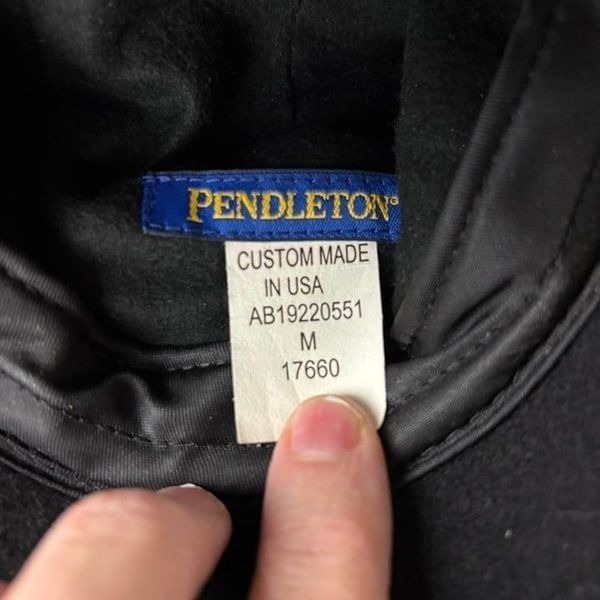 PENDLETON®
CUSTOM MADE
IN USA
AB19220551
M
17660